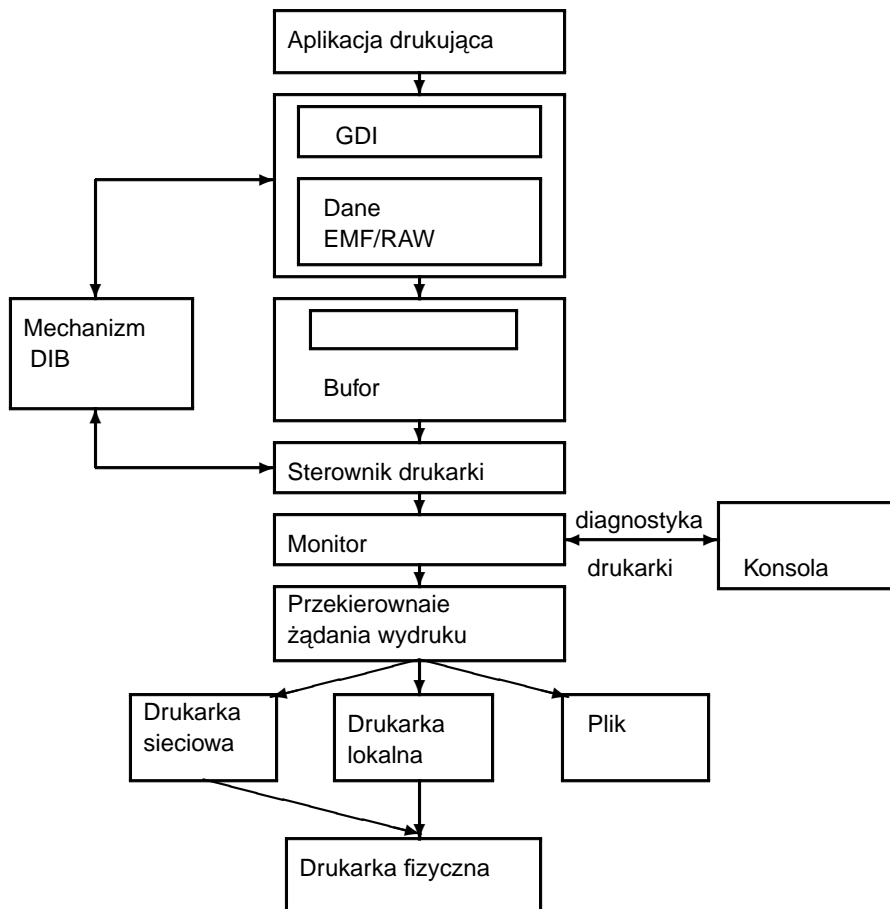 Aplikacja drukująca
GDI
Dane
EMF/RAW
Mechanizm
DIB
Bufor
Sterownik drukarki
Monitor
diagnostyka
drukarki
Konsola
Przekierownaie
żądania wydruku
Drukarka
sieciowa
Drukarka
lokalna
Plik
Drukarka fizyczna